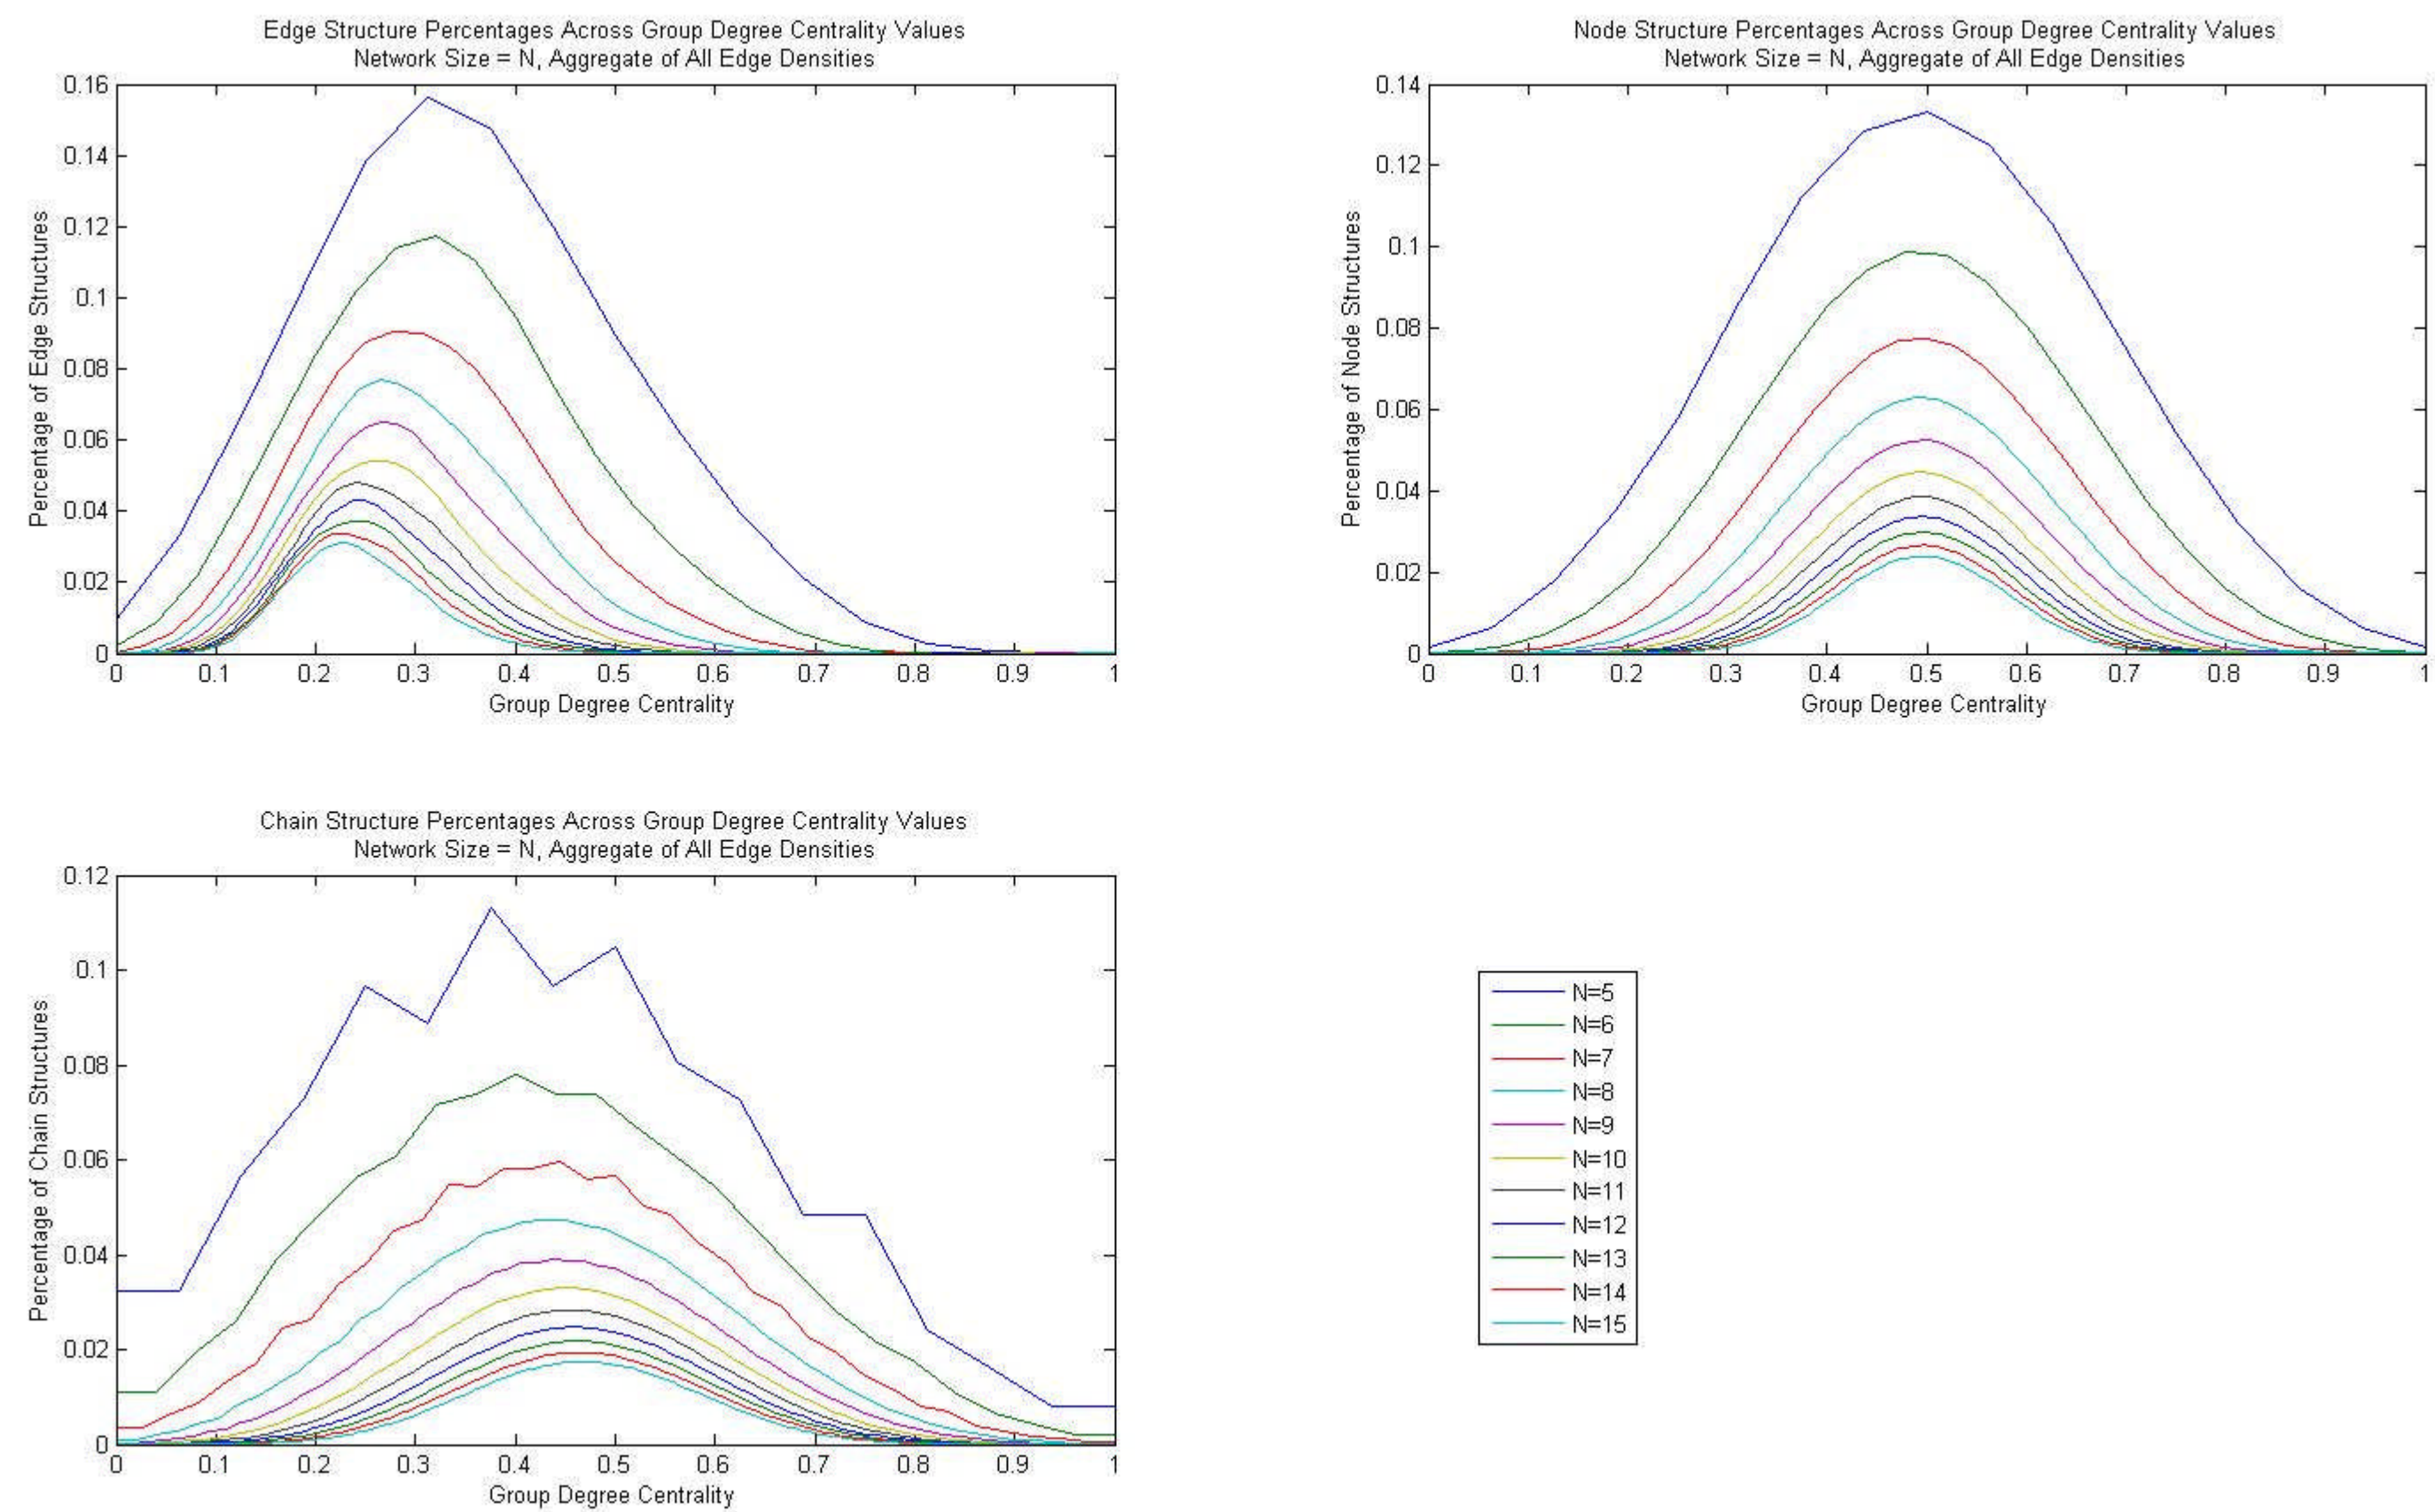 Edge Structure Percentages Across Group Degree Centrality Values
Network Size = N, Aggregate of All Edge Densities
0.16
0.14
0.12
0.1
0.08
0.06
0.04
0.02
0
Percentage of Edge Structures
0 0.1 0.2 0.3 0.4 0.5 0.6 0.7 0.8 0.9 1
Group Degree Centrality
Node Structure Percentages Across Group Degree Centrality Values
Network Size = N, Aggregate of All Edge Densities
0.14
0.12
0.1
0.08
0.06
0.04
0.02
0
Percentage of Node Structures
0 0.1 0.2 0.3 0.4 0.5 0.6 0.7 0.8 0.9 1
Group Degree Centrality
Chain Structure Percentages Across Group Degree Centrality Values
Network Size = N, Aggregate of All Edge Densities
0.12
0.1
0.08
0.06
0.04
0.02
0
Percentage of Chain Structures
0 0.1 0.2 0.3 0.4 0.5 0.6 0.7 0.8 0.9 1
Group Degree Centrality
N=5
N=6
N=7
N=8
N=9
N=10
N=11
N=12
N=13
N=14
N=15